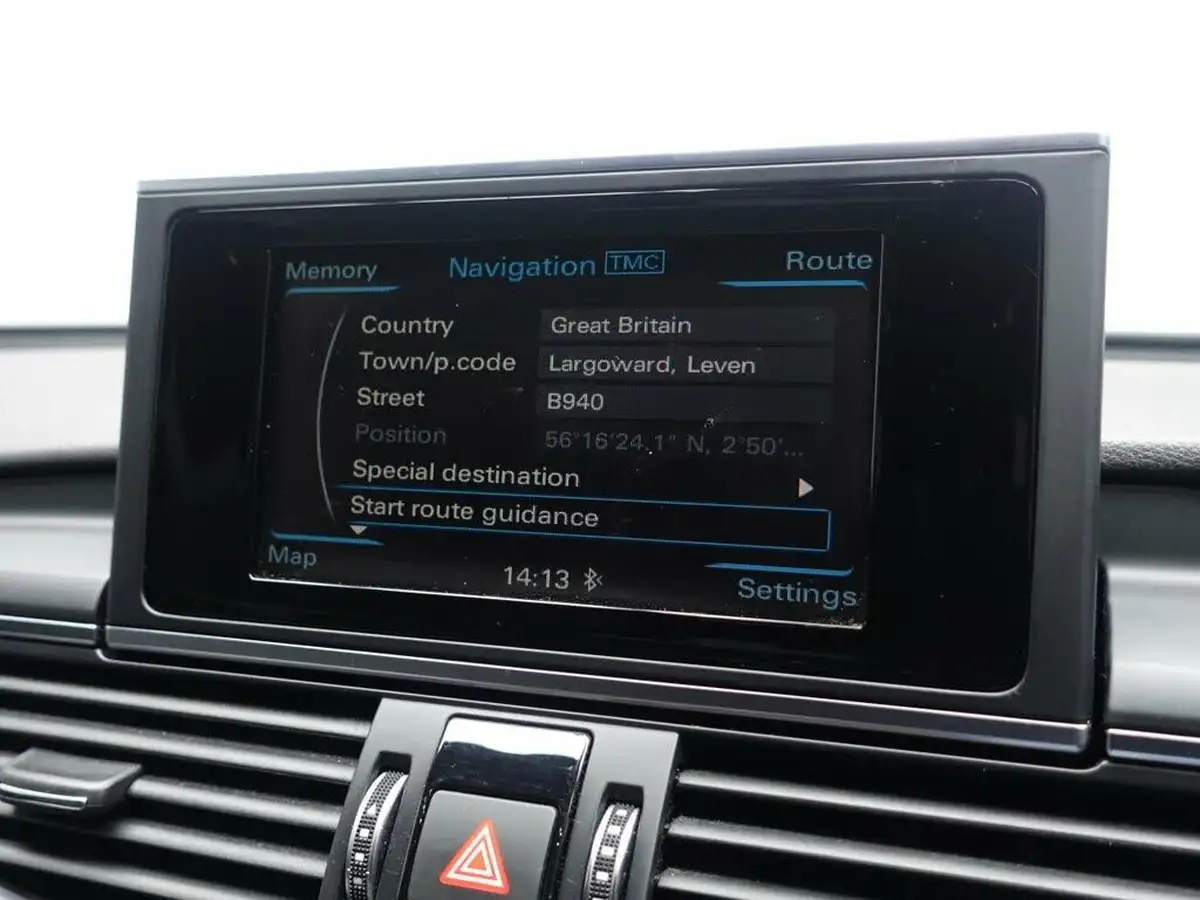 Memory Navigation TMC Route
Country Great Britain
Town/p.code Largoward, Leven
Street B940
Position 56°16'24.1" N, 2°50'...
Special destination
Start route guidance
Map 14:13 Settings